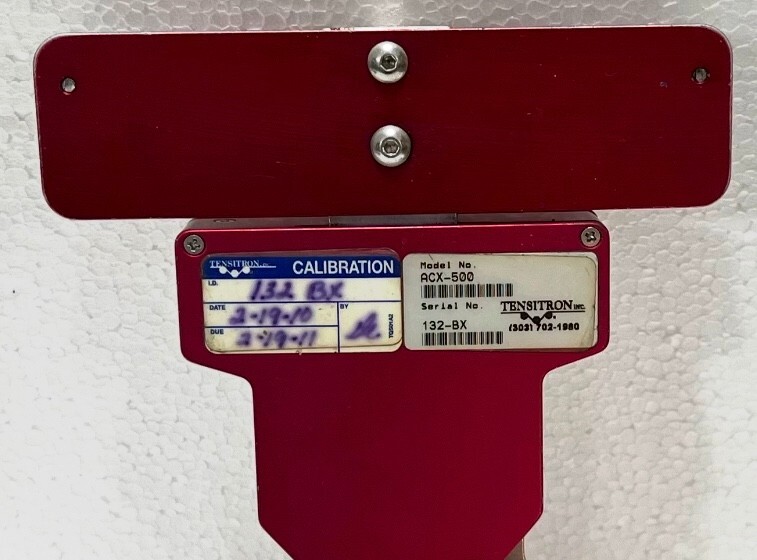 TENSITRON INC.
CALIBRATION
I.D.
132 BX
DATE
2-19-10
BY
DUE
2-19-11
Model No.
ACX-500
Serial No.
TENSITRON INC.
132-BX
(303) 702-1980